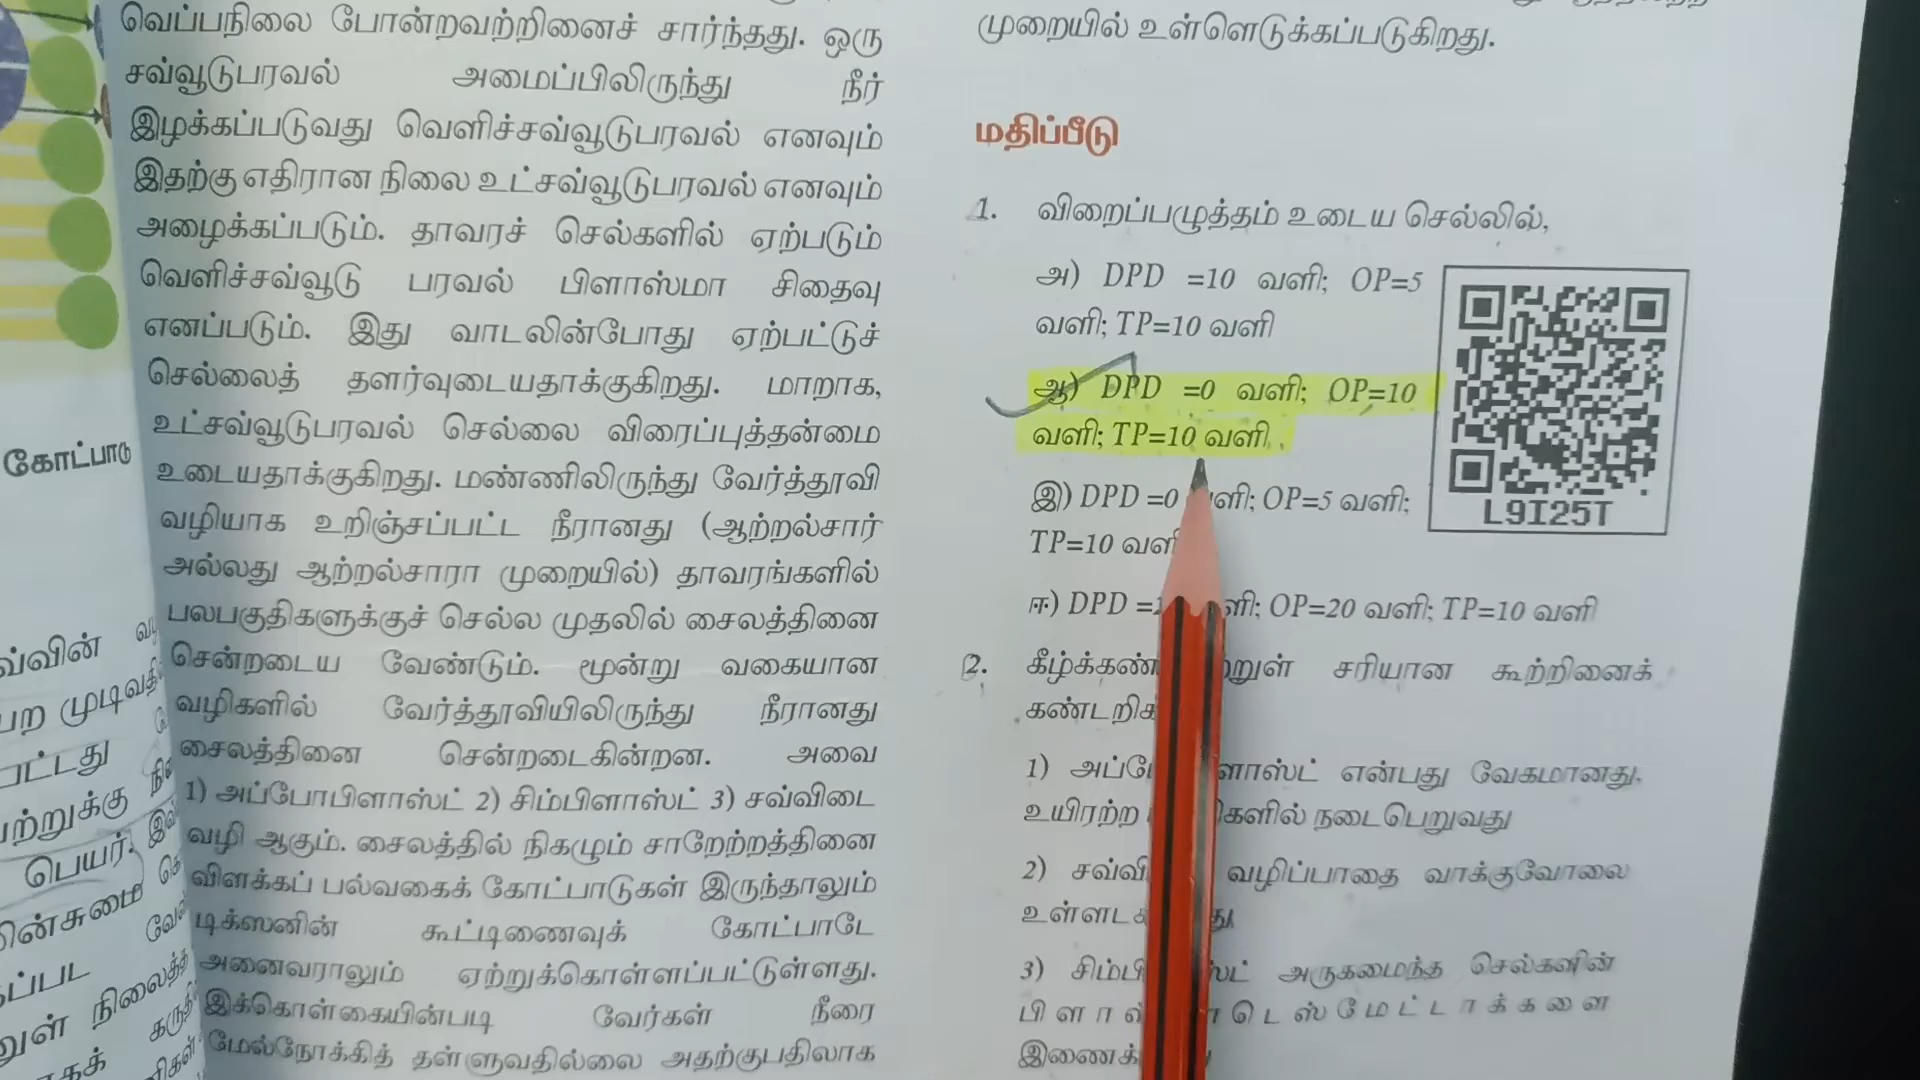 கோட்பாடு
பெயர்.
வெப்பநிலை போன்றவற்றினைச் சார்ந்தது. ஒரு
சவ்வூடுபரவல் அமைப்பிலிருந்து நீர்
இழக்கப்படுவது வெளிச்சவ்வூடுபரவல் எனவும்
இதற்கு எதிரான நிலை உட்சவ்வூடுபரவல் எனவும்
அழைக்கப்படும். தாவரச் செல்களில் ஏற்படும்
வெளிச்சவ்வூடு பரவல் பிளாஸ்மா சிதைவு
எனப்படும். இது வாடலின்போது ஏற்பட்டுச்
செல்லைத் தளர்வுடையதாக்குகிறது. மாறாக,
உட்சவ்வூடுபரவல் செல்லை விரைப்புத்தன்மை
உடையதாக்குகிறது. மண்ணிலிருந்து வேர்த்தூவி
வழியாக உறிஞ்சப்பட்ட நீரானது (ஆற்றல்சார்
அல்லது ஆற்றல்சாரா முறையில்) தாவரங்களில்
பலபகுதிகளுக்குச் செல்ல முதலில் சைலத்தினை
சென்றடைய வேண்டும். மூன்று வகையான
வழிகளில் வேர்த்தூவியிலிருந்து நீரானது
சைலத்தினை சென்றடைகின்றன. அவை
1) அப்போபிளாஸ்ட் 2) சிம்பிளாஸ்ட் 3) சவ்விடை
வழி ஆகும். சைலத்தில் நிகழும் சாறேற்றத்தினை
விளக்கப் பல்வகைக் கோட்பாடுகள் இருந்தாலும்
டிக்ஸனின் கூட்டிணைவுக் கோட்பாடே
அனைவராலும் ஏற்றுக்கொள்ளப்பட்டுள்ளது.
இக்கொள்கையின்படி வேர்கள் நீரை
மேல்நோக்கித் தள்ளுவதில்லை அதற்குபதிலாக
முறையில் உள்ளெடுக்கப்படுகிறது.
மதிப்பீடு
1. விறைப்பழுத்தம் உடைய செல்லில்,
அ) DPD =10 வளி; OP=5
வளி; TP=10 வளி
ஆ) DPD =0 வளி; OP=10
வளி; TP=10 வளி
இ) DPD =0 OP=5 வளி;
TP=10
L9I25T
ஈ) DPD OP=20 வளி; TP=10 வளி
2. சரியான கூற்றினைக்
1) என்பது வேகமானது,
உயிரற்ற நடைபெறுவது
2) வழிப்பாதை வாக்குவோலை
3) அருகமைந்த செல்களின்